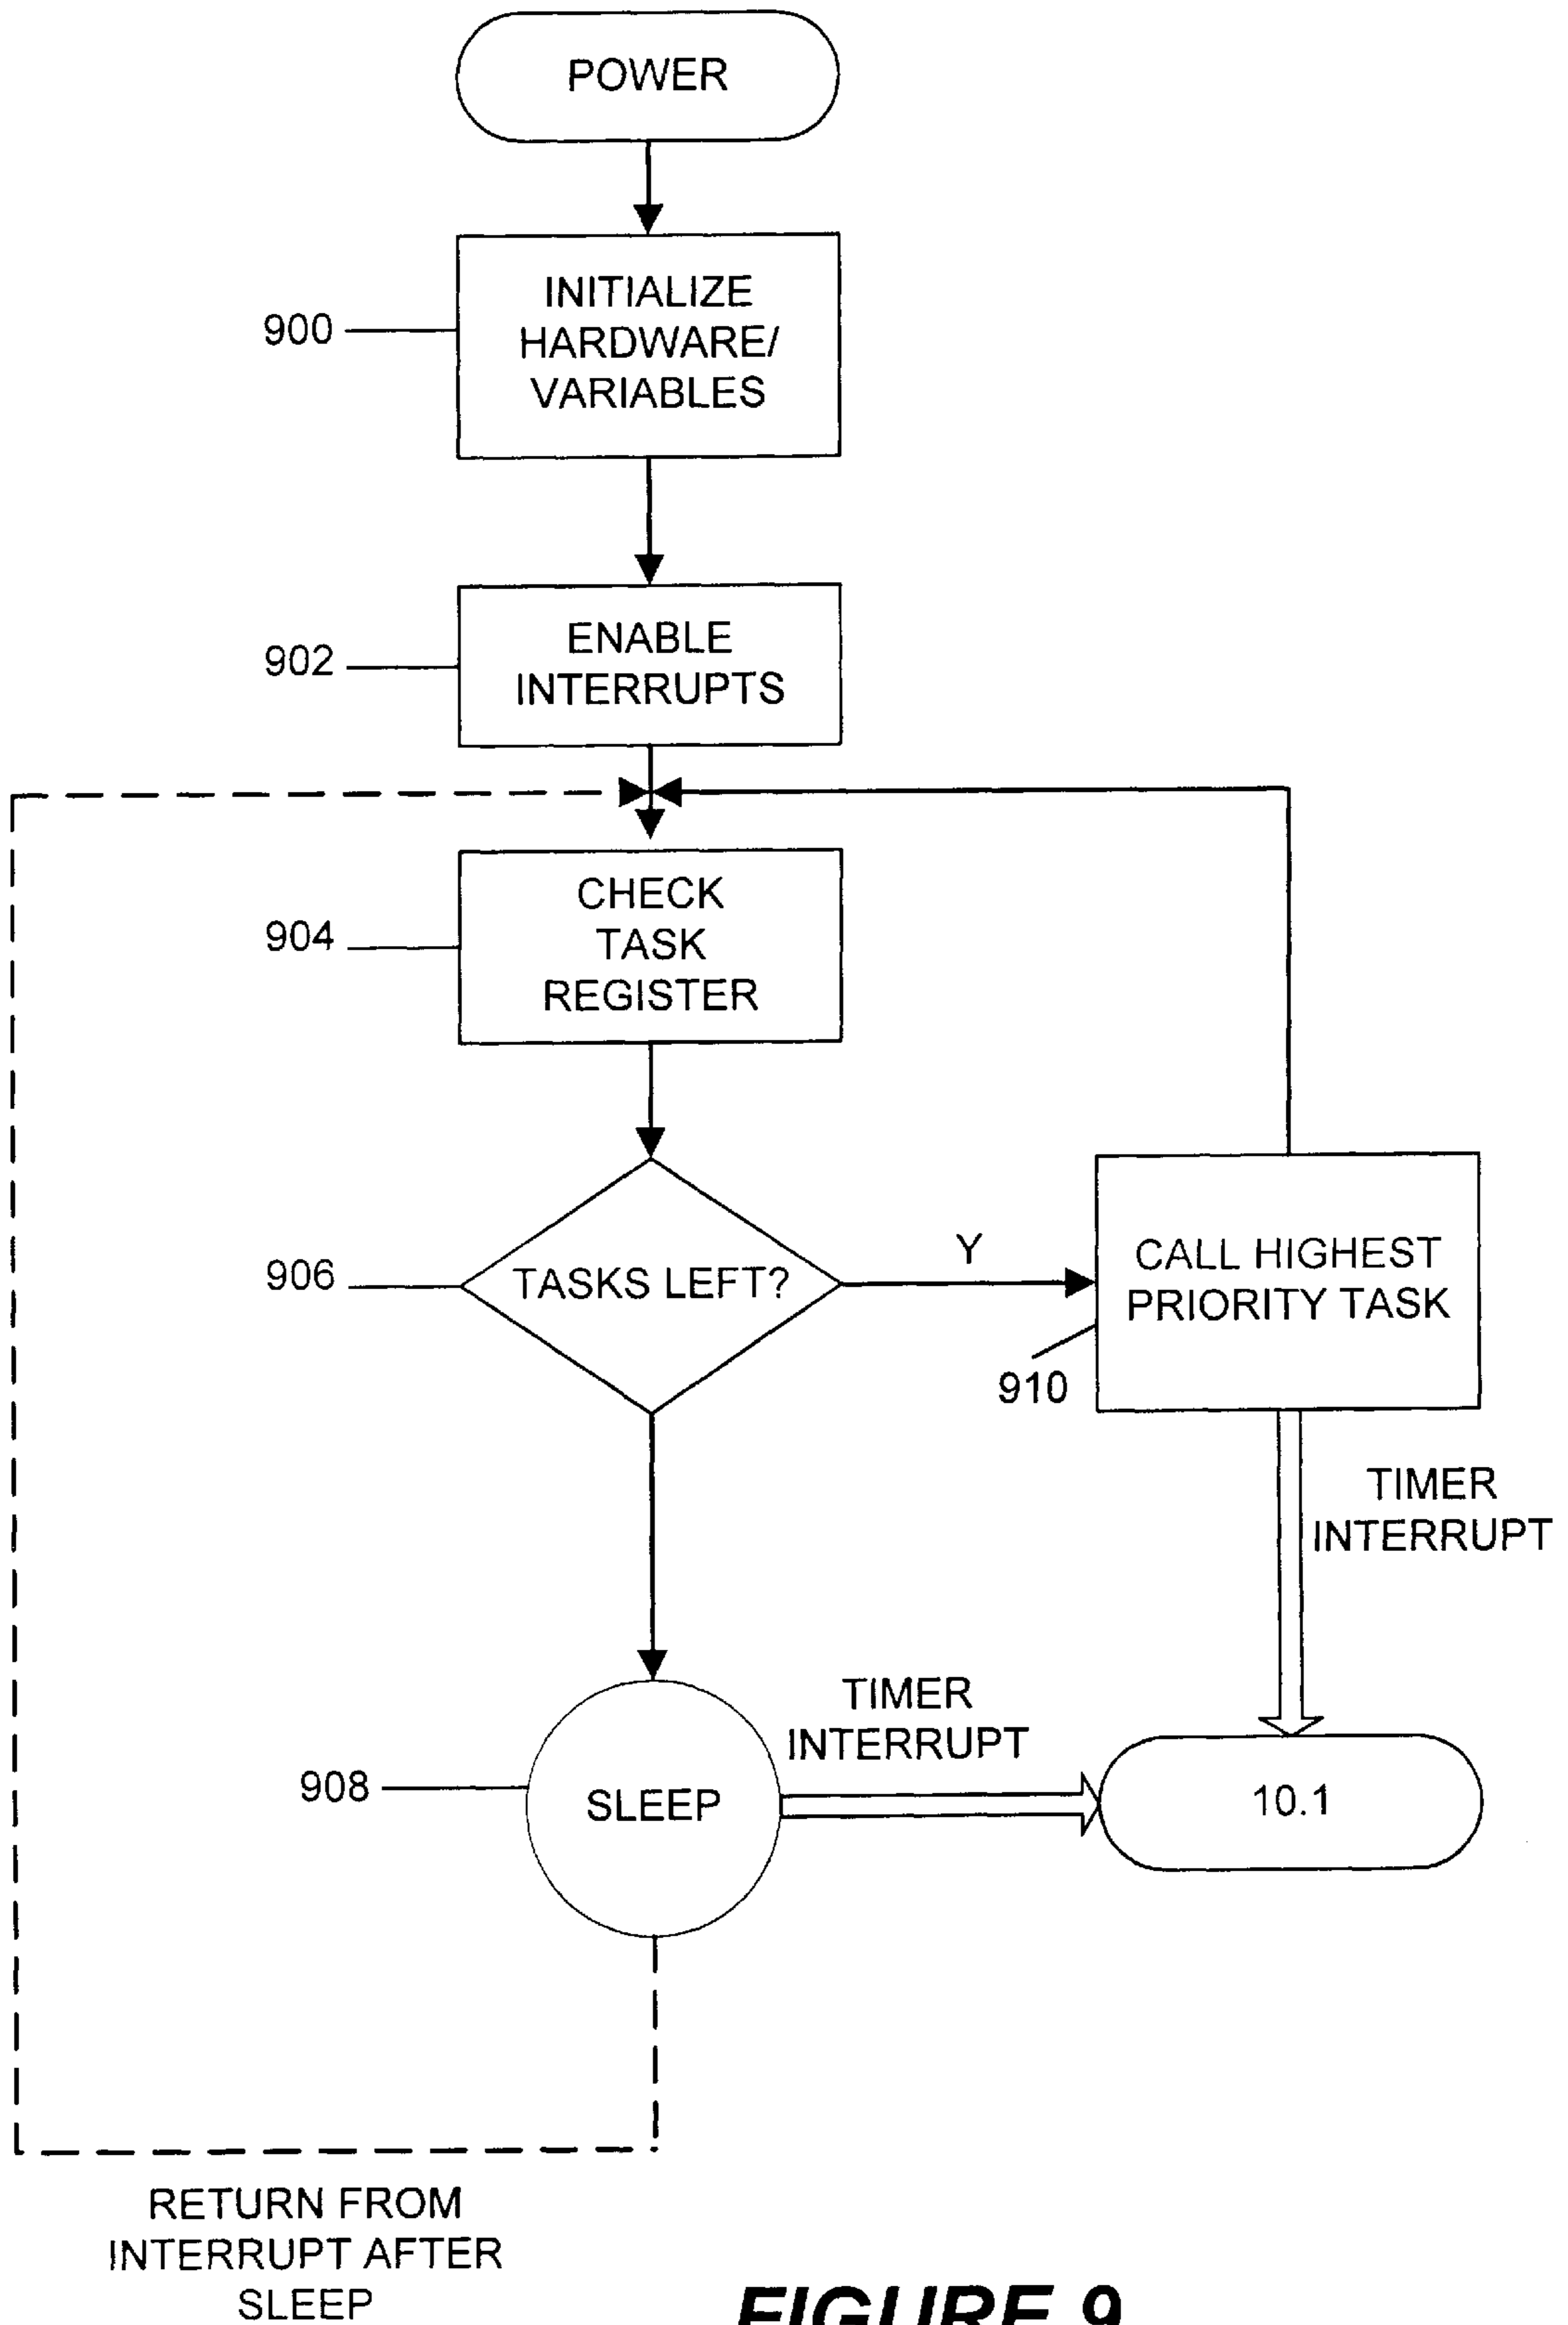 POWER
INITIALIZE
HARDWARE/
VARIABLES
900
ENABLE
INTERRUPTS
902
CHECK
TASK
REGISTER
904
TASKS LEFT?
906
Y
CALL HIGHEST
PRIORITY TASK
910
TIMER
INTERRUPT
TIMER
INTERRUPT
SLEEP
908
10.1
RETURN FROM
INTERRUPT AFTER
SLEEP
FIGURE 9